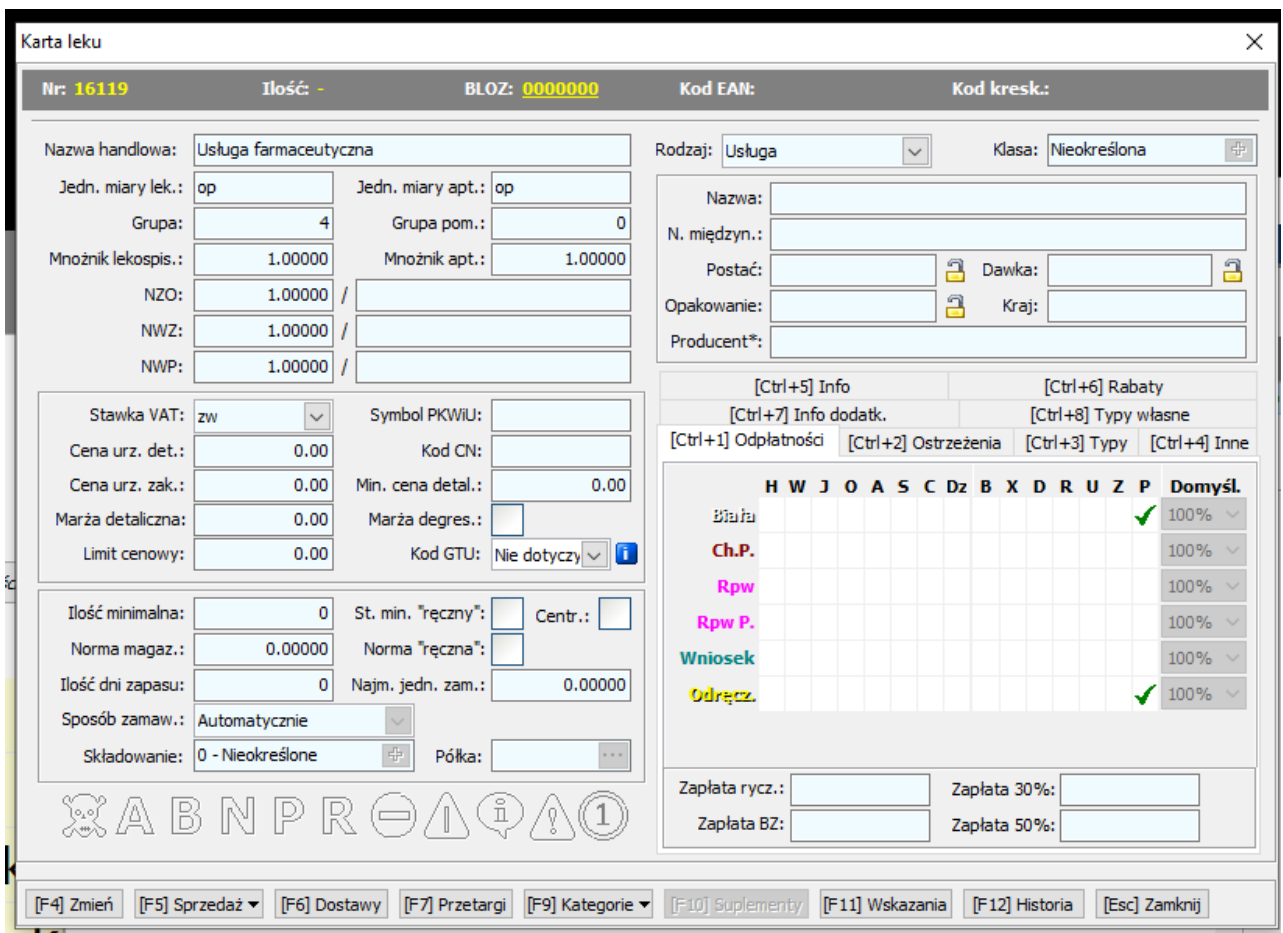 Karta leku
Nr: 16119 Ilość: - BLOZ: 0000000 Kod EAN: Kod kresk.:
Nazwa handlowa: Usługa farmaceutyczna
Jedn. miary lek.: op Jedn. miary apt.: op
Grupa: 4 Grupa pom.: 0
Mnożnik lekospis.: 1.00000 Mnożnik apt.: 1.00000
NZO: 1.00000 /
NWZ: 1.00000 /
NWP: 1.00000 /
Stawka VAT: zw Symbol PKWiU:
Cena urz. det.: 0.00 Kod CN:
Cena urz. zak.: 0.00 Min. cena detal.: 0.00
Marża detaliczna: 0.00 Marża degres.:
Limit cenowy: 0.00 Kod GTU: Nie dotyczy i
Ilość minimalna: 0 St. min. "ręczny": Centr.:
Norma magaz.: 0.00000 Norma "ręczna":
Ilość dni zapasu: 0 Najm. jedn. zam.: 0.00000
Sposób zamaw.: Automatycznie
Składowanie: 0 - Nieokreślone Półka: ...
A B N P R i 1
Rodzaj: Usługa Klasa: Nieokreślona
Nazwa:
N. międzyn.:
Postać: Dawka:
Opakowanie: Kraj:
Producent*:
[Ctrl+5] Info [Ctrl+6] Rabaty
[Ctrl+7] Info dodatk. [Ctrl+8] Typy własne
[Ctrl+1] Odpłatności [Ctrl+2] Ostrzeżenia [Ctrl+3] Typy [Ctrl+4] Inne
H W J O A S C Dz B X D R U Z P Domyśl.
Biała 100%
Ch.P. 100%
Rpw 100%
Rpw P. 100%
Wniosek 100%
Odręcz. 100%
Zapłata rycz.: Zapłata 30%:
Zapłata BZ: Zapłata 50%:
[F4] Zmień [F5] Sprzedaż [F6] Dostawy [F7] Przetargi [F9] Kategorie [F10] Suplementy [F11] Wskazania [F12] Historia [Esc] Zamknij